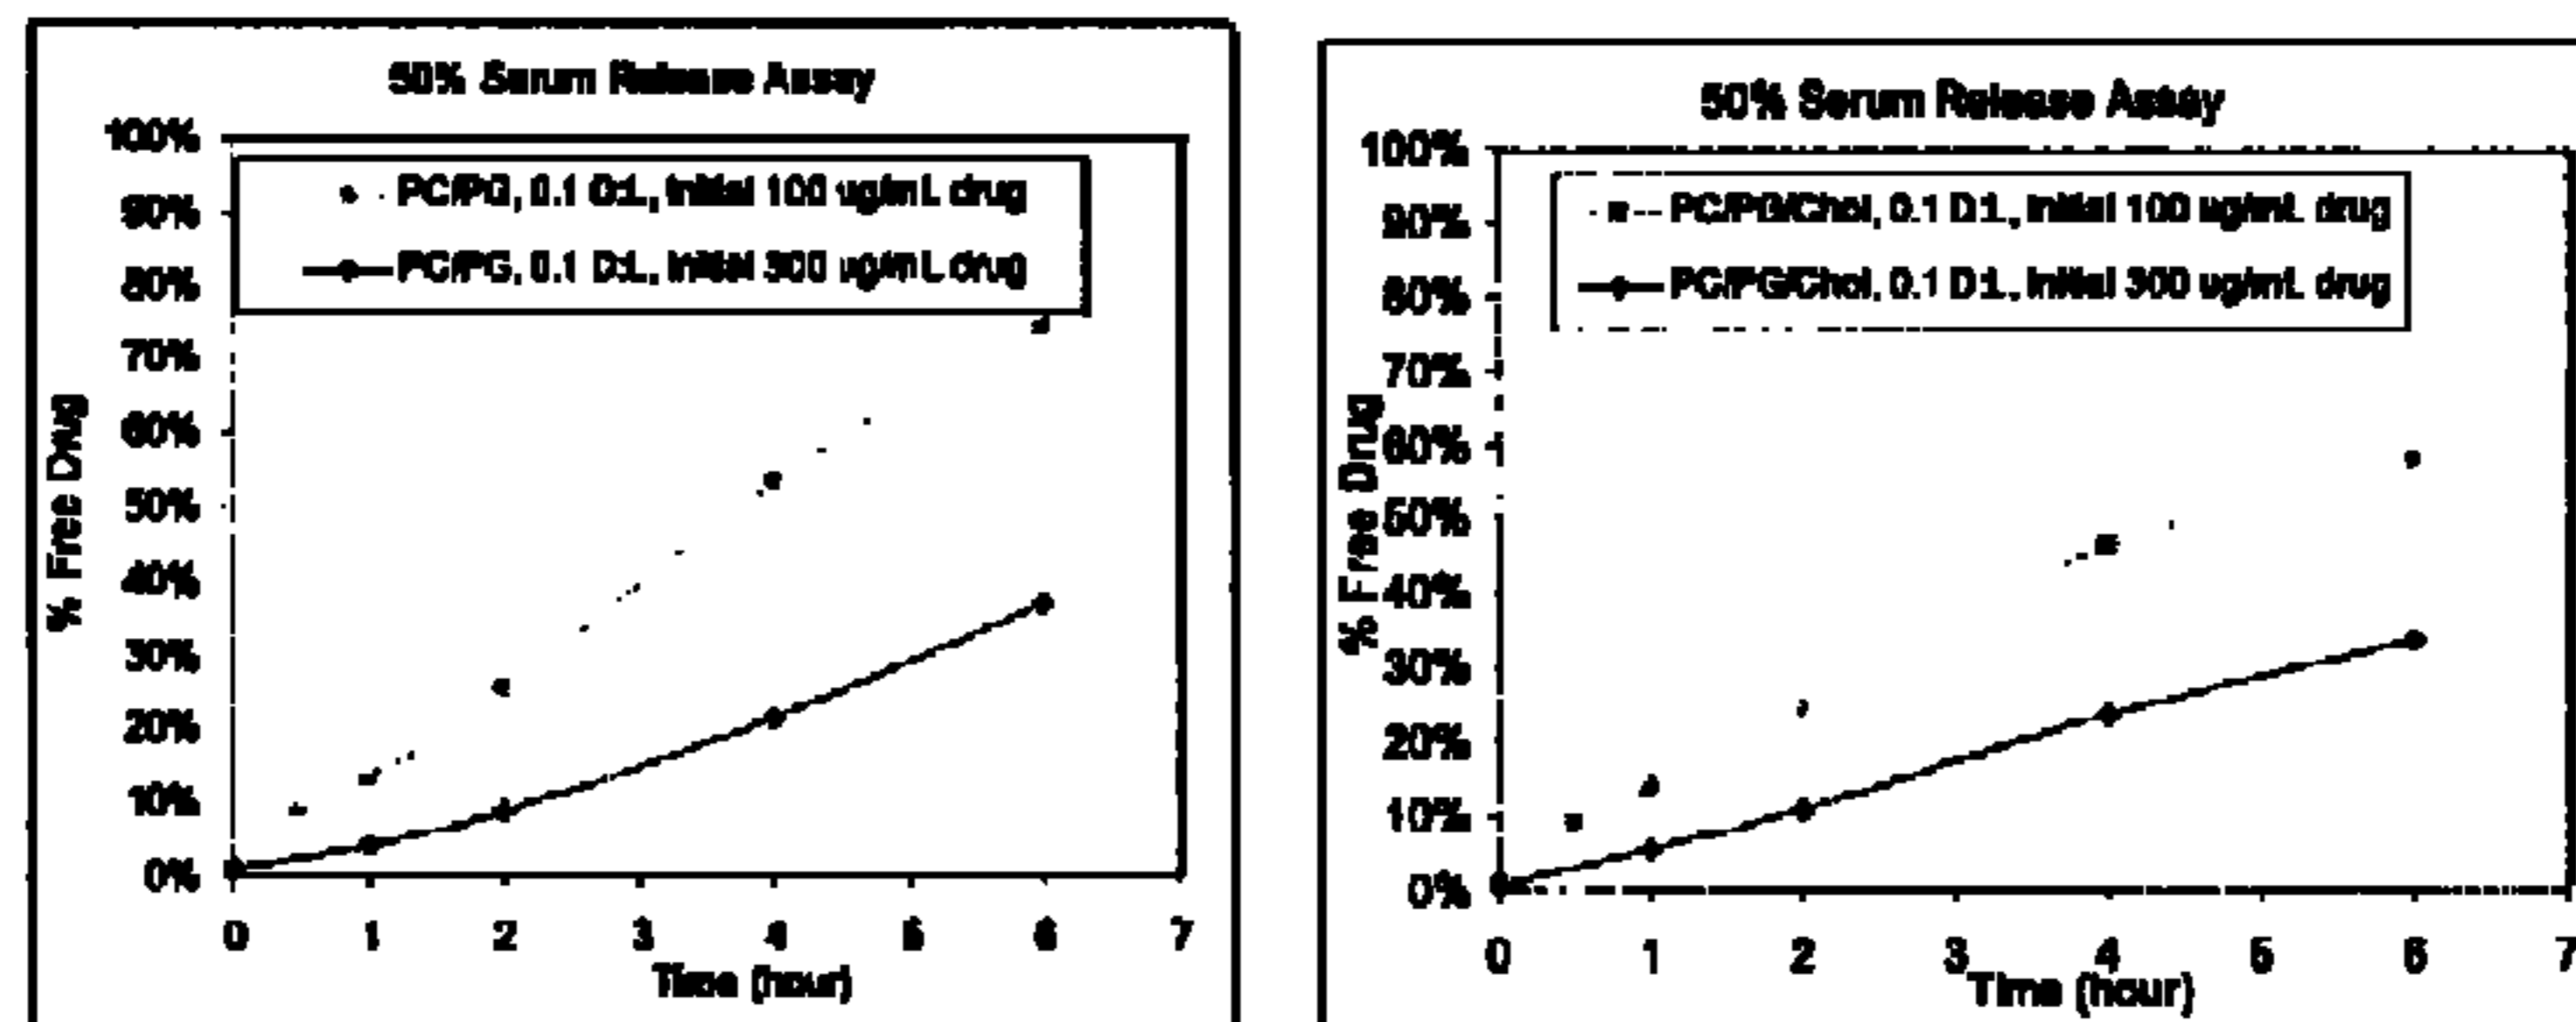 50% Serum Release Assay
100%
90%
80%
70%
60%
50%
40%
30%
20%
10%
0%
% Free Drug
PC/PG, 0.1 D:L, Initial 100 ug/mL drug
PC/PG, 0.1 D:L, Initial 300 ug/mL drug
0 1 2 3 4 5 6 7
Time (hour)
50% Serum Release Assay
100%
90%
80%
70%
60%
50%
40%
30%
20%
10%
0%
% Free Drug
PC/PG/Chol, 0.1 D:L, Initial 100 ug/mL drug
PC/PG/Chol, 0.1 D:L, Initial 300 ug/mL drug
0 1 2 3 4 5 6 7
Time (hour)